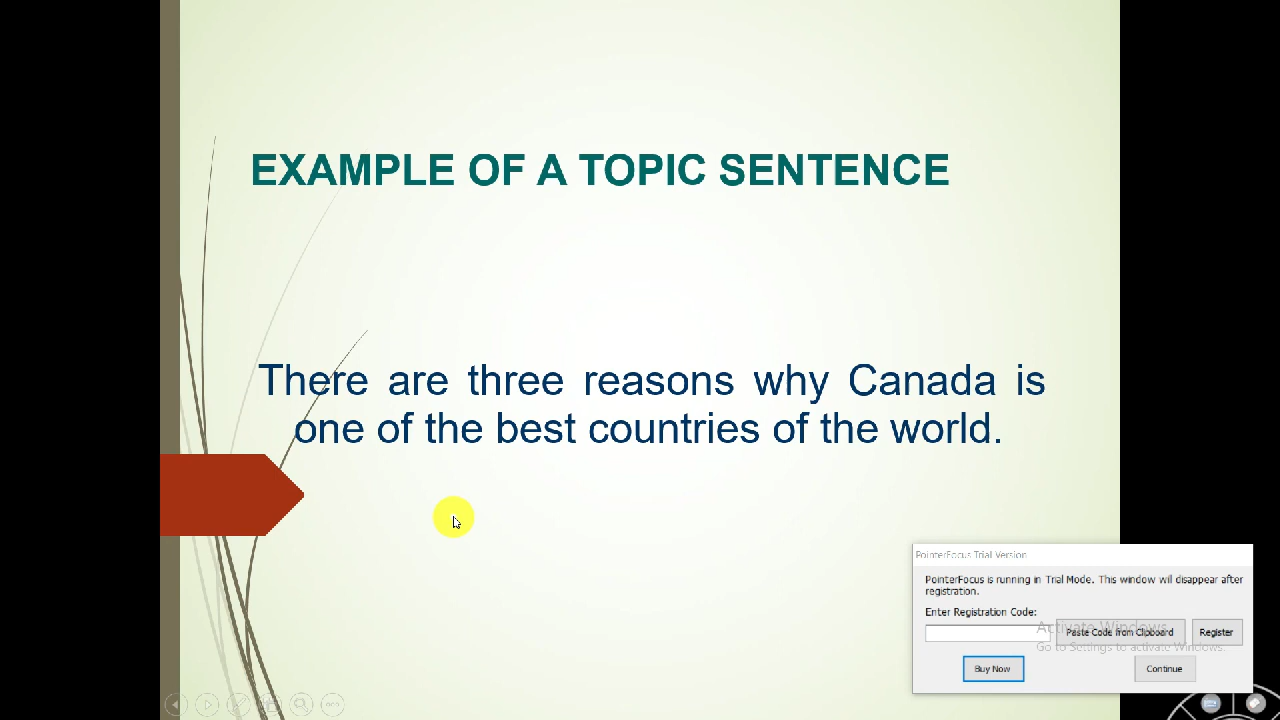 EXAMPLE OF A TOPIC SENTENCE
There are three reasons why Canada is
one of the best countries of the world.
PointerFocus Trial Version
PointerFocus is running in Trial Mode. This window will disappear after
registration.
Enter Registration Code:
Activate Windows
Paste Code from Clipboard
Register
Go to Settings to activate Windows.
Buy Now
Continue